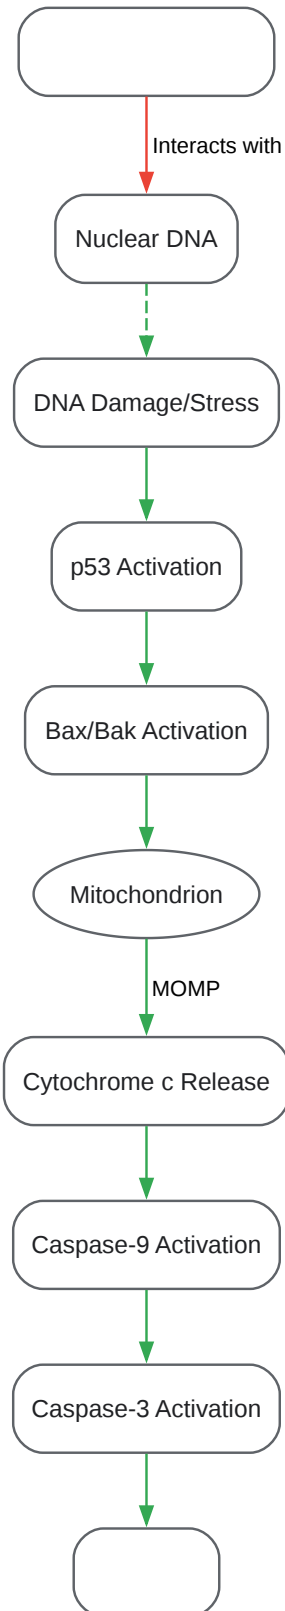 Interacts with
Nuclear DNA
DNA Damage/Stress
p53 Activation
Bax/Bak Activation
Mitochondrion
MOMP
Cytochrome c Release
Caspase-9 Activation
Caspase-3 Activation